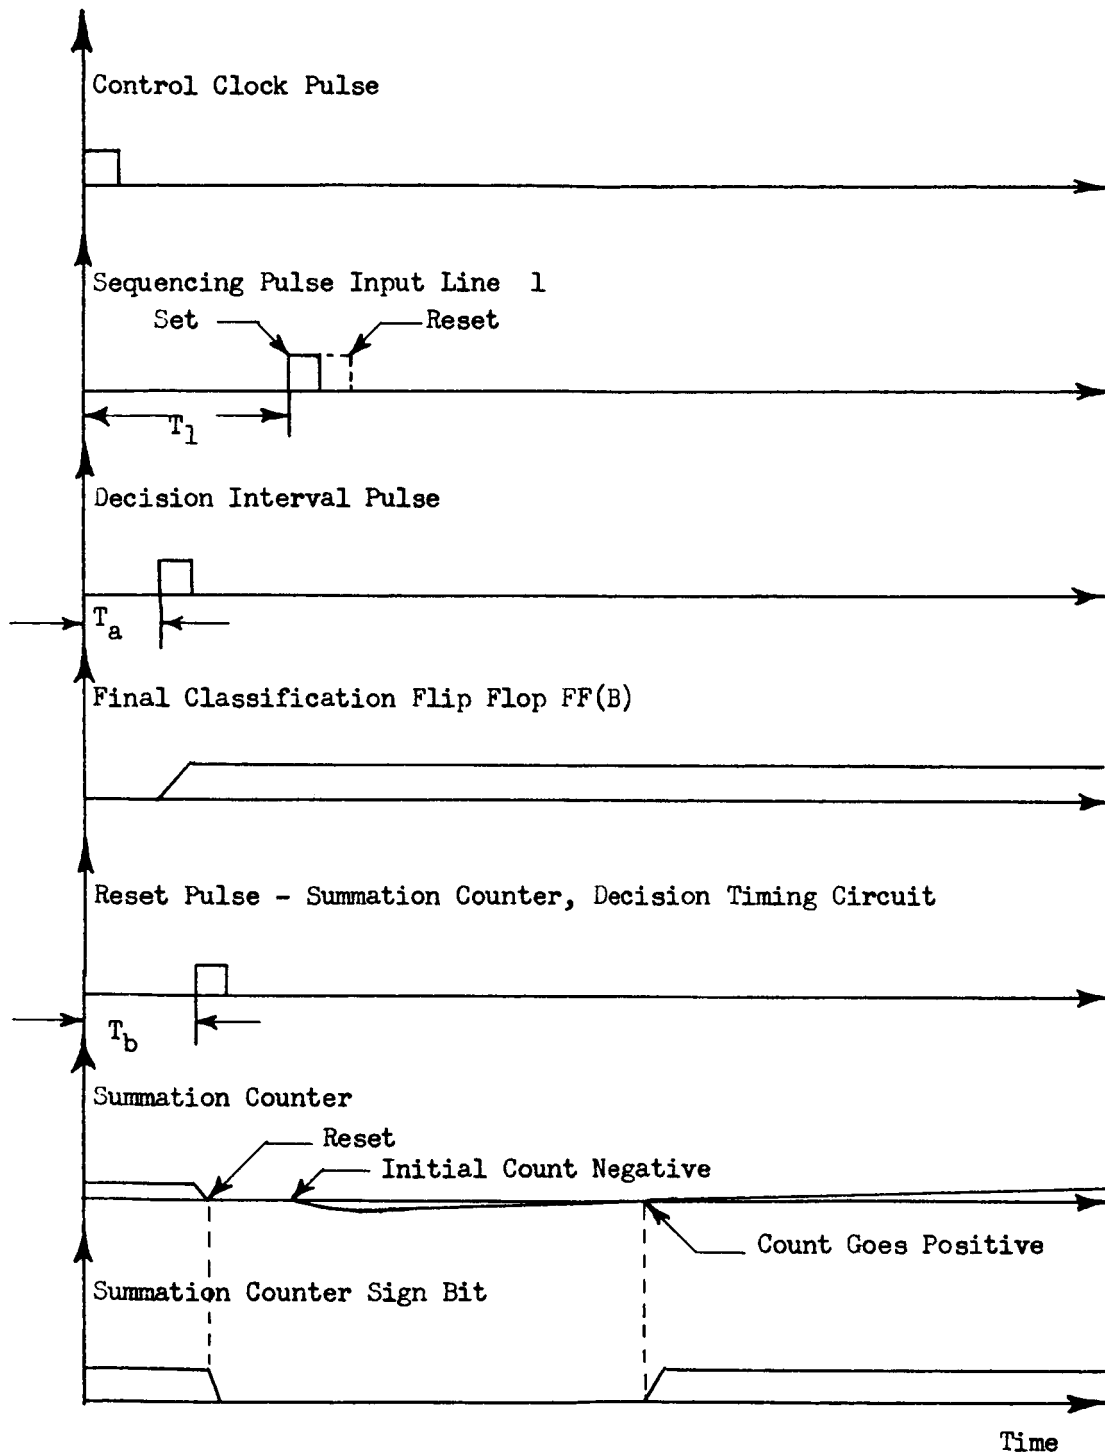 Control Clock Pulse
Sequencing Pulse Input Line 1
Set
Reset
T1
Decision Interval Pulse
Ta
Final Classification Flip Flop FF(B)
Reset Pulse - Summation Counter, Decision Timing Circuit
Tb
Summation Counter
Reset
Initial Count Negative
Count Goes Positive
Summation Counter Sign Bit
Time